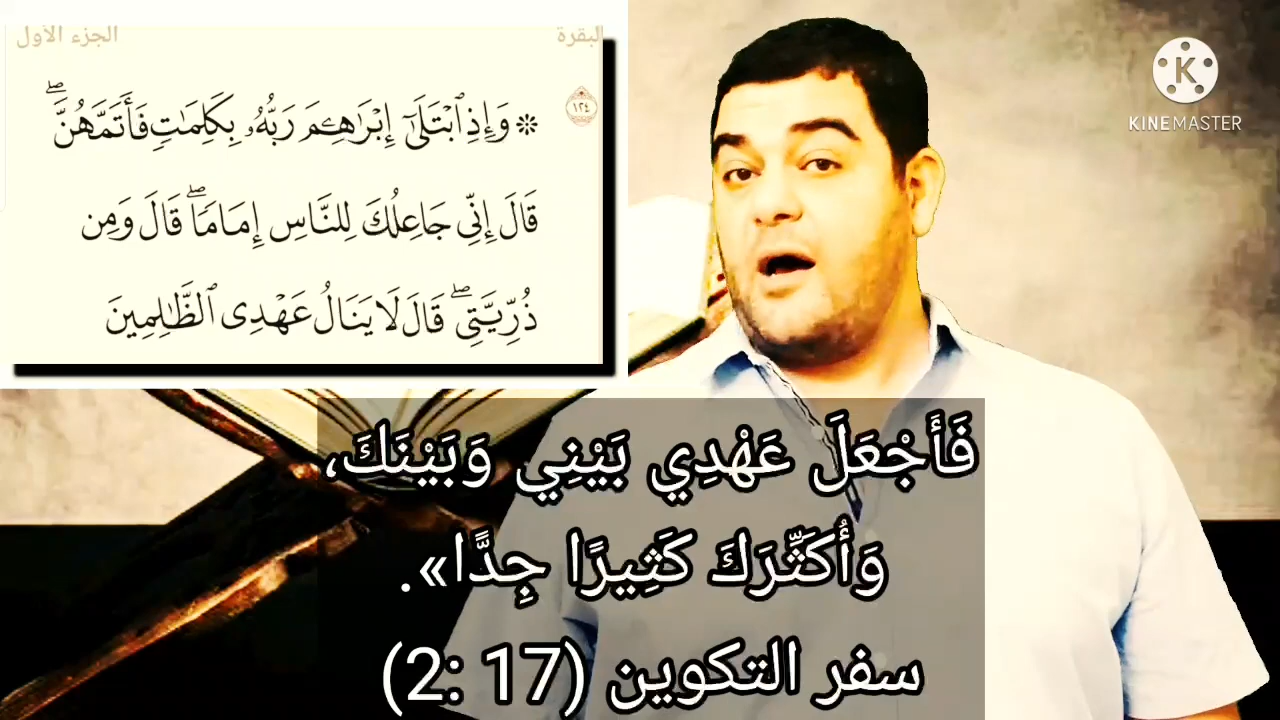 البقرة
الجزء الأول
١٢٤
۞ وَإِذِ ٱبْتَلَىٰٓ إِبْرَٰهِـۧمَ رَبُّهُۥ بِكَلِمَٰتٍ فَأَتَمَّهُنَّۖ
قَالَ إِنِّى جَاعِلُكَ لِلنَّاسِ إِمَامًاۖ قَالَ وَمِن
ذُرِّيَّتِىۖ قَالَ لَا يَنَالُ عَهْدِى ٱلظَّٰلِمِينَ
KINEMASTER
فَأَجْعَلَ عَهْدِي بَيْنِي وَبَيْنَكَ،
وَأُكَثِّرَكَ كَثِيرًا جِدًّا».
سفر التكوين (17 :2)